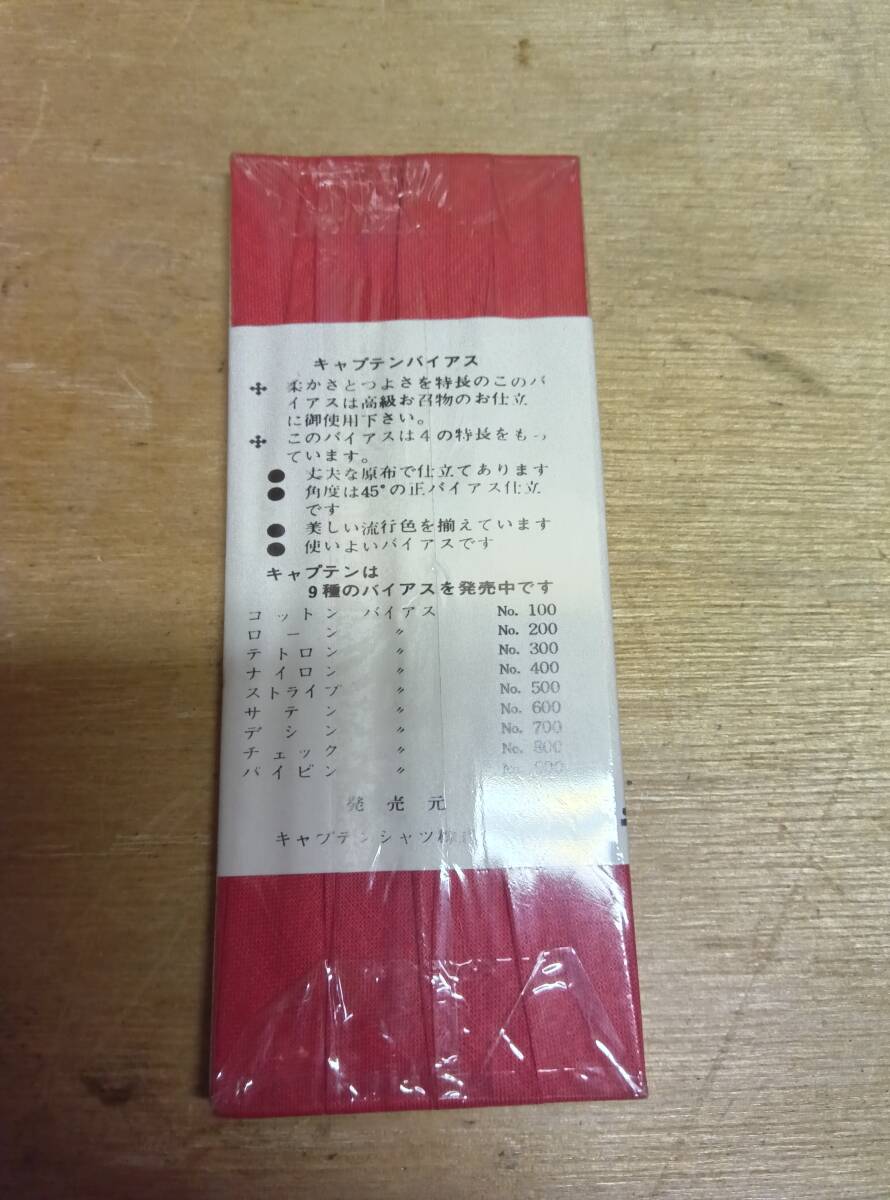 キャプテンバイアス
✣ 柔かさとつよさを特長のこのバ
イアスは高級お召物のお仕立
に御使用下さい。
✣ このバイアスは4の特長をもっ
ています。
● 丈夫な原布で仕立てあります
● 角度は45°の正バイアス仕立
です
● 美しい流行色を揃えています
● 使いよいバイアスです
キャプテンは
9種のバイアスを発売中です
コットン バイアス No. 100
ローン 〃 No. 200
テトロン 〃 No. 300
ナイロン 〃 No. 400
ストライプ 〃 No. 500
サテン 〃 No. 600
デシン 〃 No. 700
チェック 〃 No. 800
パイピン 〃 No.
発売元
キャプテンシャツ